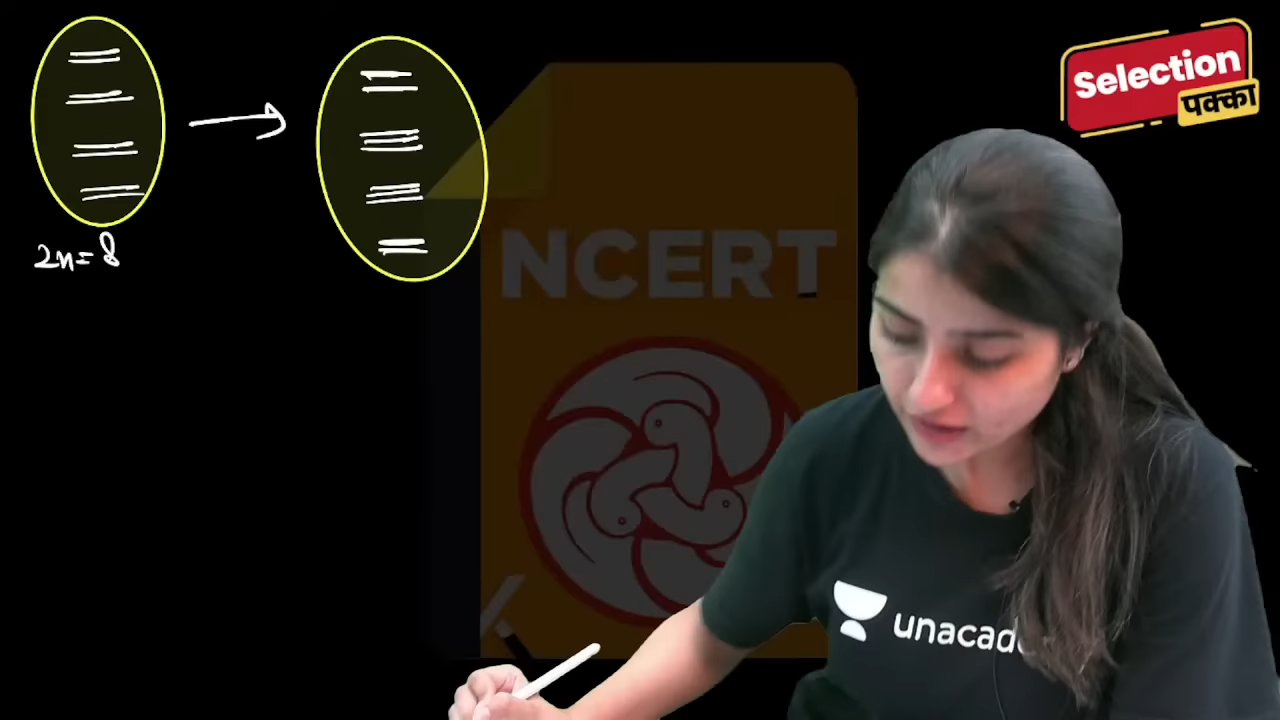 Selection
पक्का
2n=8
NCERT
unacad